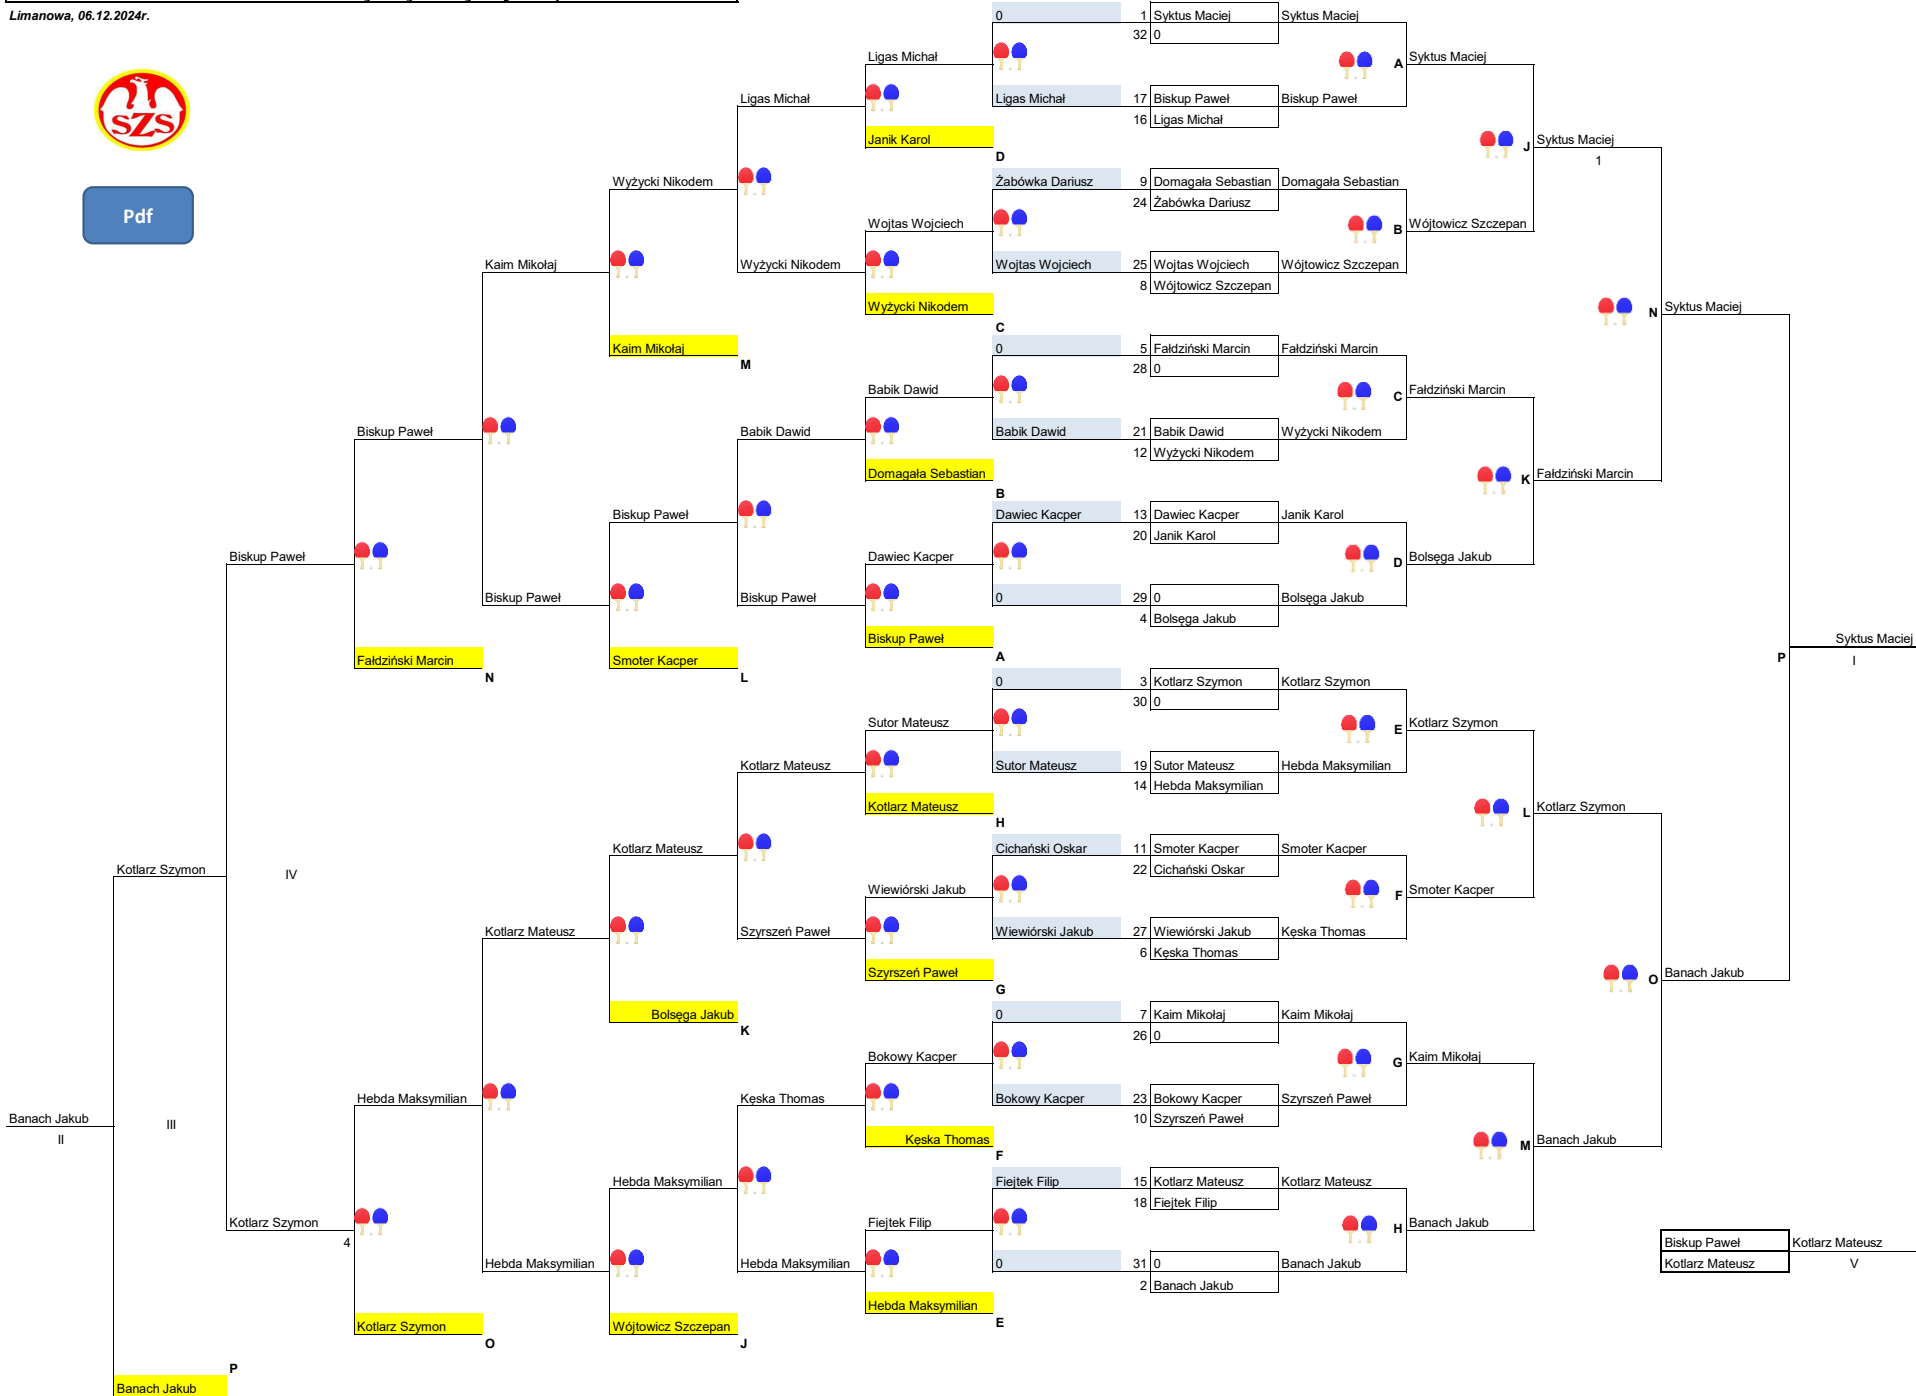 Limanowa, 06.12.2024r.
0 1 Syktus Maciej Syktus Maciej
32 0
Ligas Michał Syktus Maciej
A
Ligas Michał Ligas Michał 17 Biskup Paweł Biskup Paweł
16 Ligas Michał
SZS
Janik Karol J Syktus Maciej
D 1
Wyżycki Nikodem Żabówka Dariusz 9 Domagała Sebastian Domagała Sebastian
24 Żabówka Dariusz
Pdf
Wojtas Wojciech B Wójtowicz Szczepan
Kaim Mikołaj Wyżycki Nikodem Wojtas Wojciech 25 Wojtas Wojciech Wójtowicz Szczepan
8 Wójtowicz Szczepan
Wyżycki Nikodem N Syktus Maciej
C
Kaim Mikołaj 0 5 Fałdziński Marcin Fałdziński Marcin
M 28 0
Babik Dawid C Fałdziński Marcin
Biskup Paweł Babik Dawid Babik Dawid 21 Babik Dawid Wyżycki Nikodem
12 Wyżycki Nikodem
Domagała Sebastian K Fałdziński Marcin
B
Biskup Paweł Dawiec Kacper 13 Dawiec Kacper Janik Karol
20 Janik Karol
Biskup Paweł Dawiec Kacper D Bolsęga Jakub
Biskup Paweł Biskup Paweł 0 29 0 Bolsęga Jakub
4 Bolsęga Jakub
Biskup Paweł Syktus Maciej
Fałdziński Marcin Smoter Kacper A P I
N L
0 3 Kotlarz Szymon Kotlarz Szymon
30 0
Sutor Mateusz E Kotlarz Szymon
Kotlarz Mateusz Sutor Mateusz 19 Sutor Mateusz Hebda Maksymilian
14 Hebda Maksymilian
Kotlarz Mateusz L Kotlarz Szymon
H
Kotlarz Mateusz Cichański Oskar 11 Smoter Kacper Smoter Kacper
Kotlarz Szymon IV 22 Cichański Oskar
Wiewiórski Jakub F Smoter Kacper
Kotlarz Mateusz Szyrszeń Paweł Wiewiórski Jakub 27 Wiewiórski Jakub Kęska Thomas
6 Kęska Thomas
Szyrszeń Paweł O Banach Jakub
G
Bolsęga Jakub 0 7 Kaim Mikołaj Kaim Mikołaj
K 26 0
Bokowy Kacper G Kaim Mikołaj
Hebda Maksymilian Kęska Thomas Bokowy Kacper 23 Bokowy Kacper Szyrszeń Paweł
Banach Jakub III 10 Szyrszeń Paweł
II Kęska Thomas M Banach Jakub
F
Hebda Maksymilian Fiejtek Filip 15 Kotlarz Mateusz Kotlarz Mateusz
18 Fiejtek Filip
Kotlarz Szymon Fiejtek Filip H Banach Jakub
4 Biskup Paweł Kotlarz Mateusz
Hebda Maksymilian Hebda Maksymilian 0 31 0 Banach Jakub Kotlarz Mateusz V
2 Banach Jakub
Hebda Maksymilian
Kotlarz Szymon Wójtowicz Szczepan E
O J
P
Banach Jakub